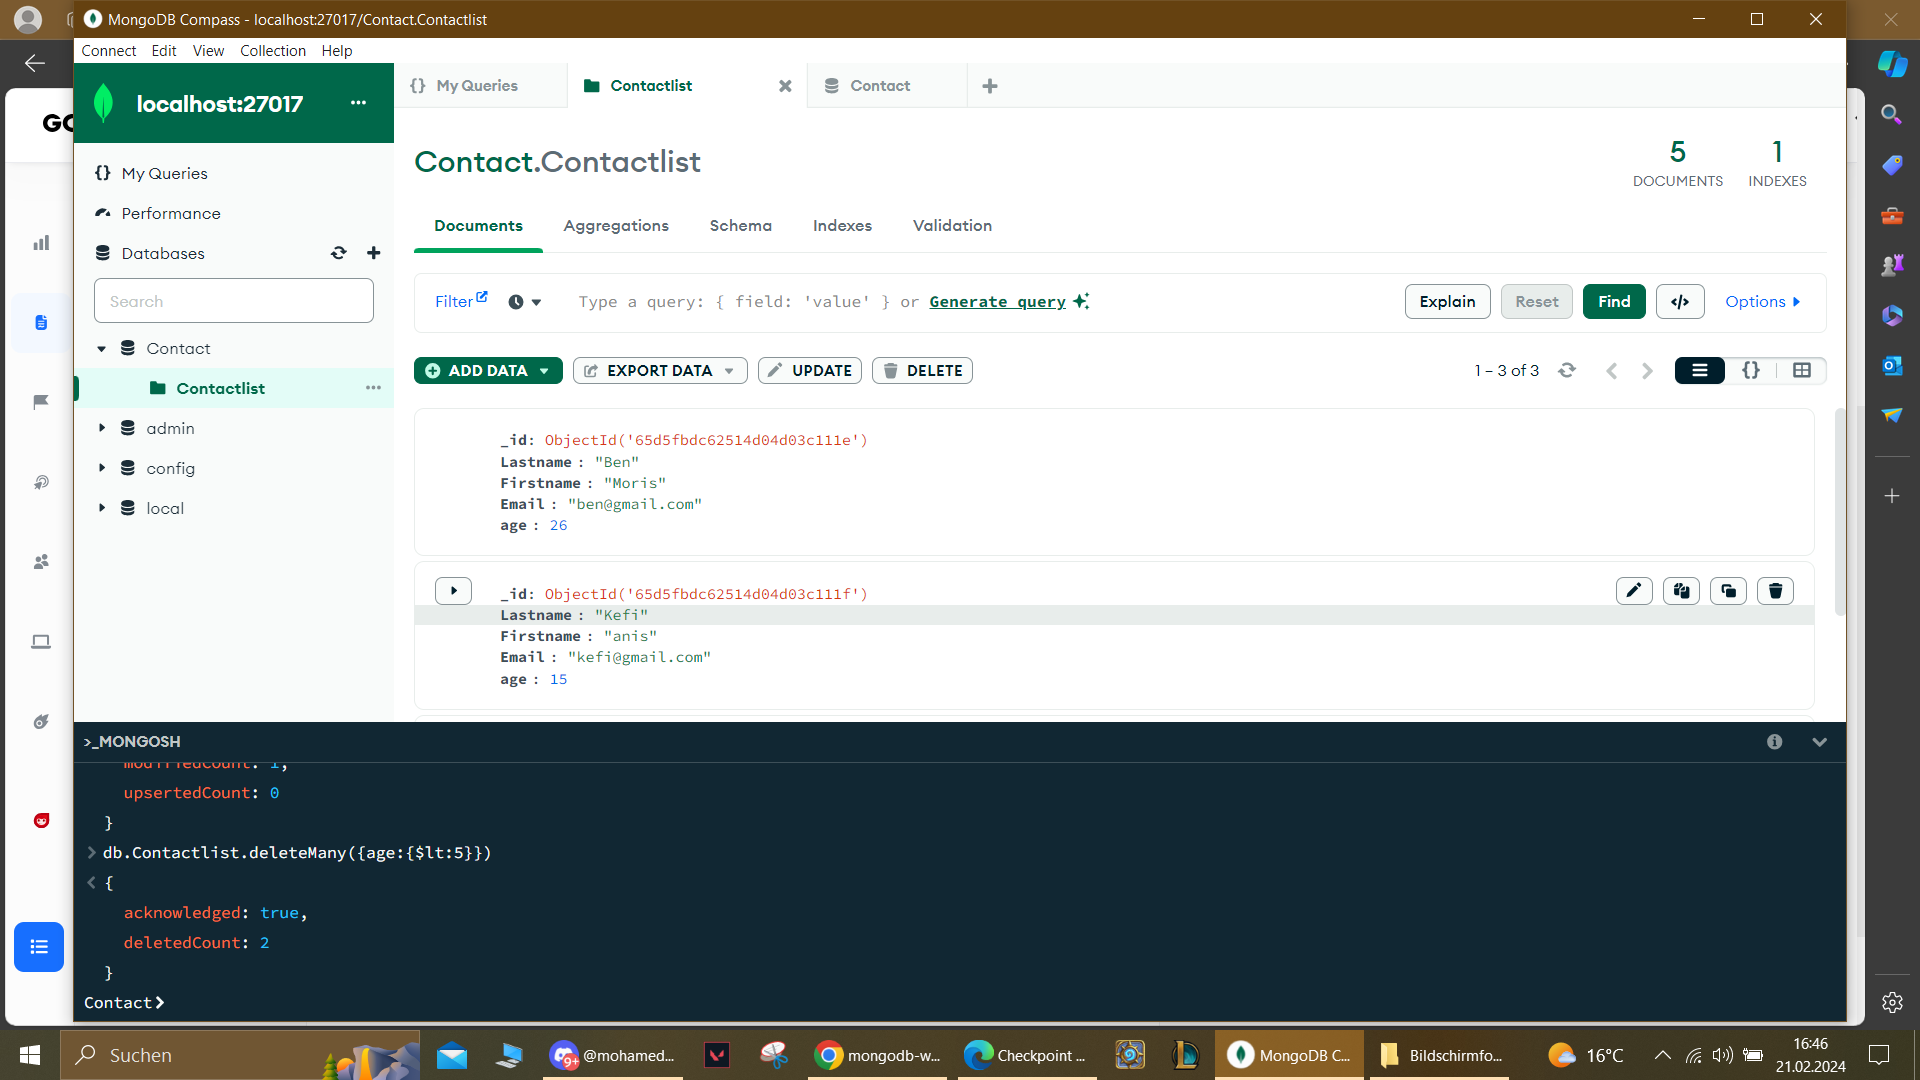 MongoDB Compass - localhost:27017/Contact.Contactlist
Connect Edit View Collection Help
localhost:27017
My Queries
Contactlist
Contact
My Queries
Performance
Databases
Search
Contact
Contactlist
admin
config
local
Contact.Contactlist
5
DOCUMENTS
1
INDEXES
Documents Aggregations Schema Indexes Validation
Filter
Type a query: { field: 'value' } or Generate query
Explain Reset Find </> Options
ADD DATA EXPORT DATA UPDATE DELETE
1 – 3 of 3
{}
_id: ObjectId('65d5fbdc62514d04d03c111e')
Lastname : "Ben"
Firstname : "Moris"
Email : "ben@gmail.com"
age : 26
_id: ObjectId('65d5fbdc62514d04d03c111f')
Lastname : "Kefi"
Firstname : "anis"
Email : "kefi@gmail.com"
age : 15
>_MONGOSH
modifiedCount: 1,
upsertedCount: 0
}
> db.Contactlist.deleteMany({age:{$lt:5}})
< {
acknowledged: true,
deletedCount: 2
}
Contact>
Suchen
9+
@mohamed...
mongodb-w...
Checkpoint ...
MongoDB C...
Bildschirmfo...
16°C
16:46
21.02.2024